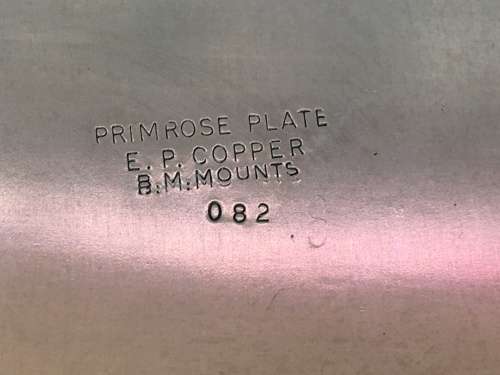 PRIMROSE PLATE
E. P. COPPER
B.M.MOUNTS
082